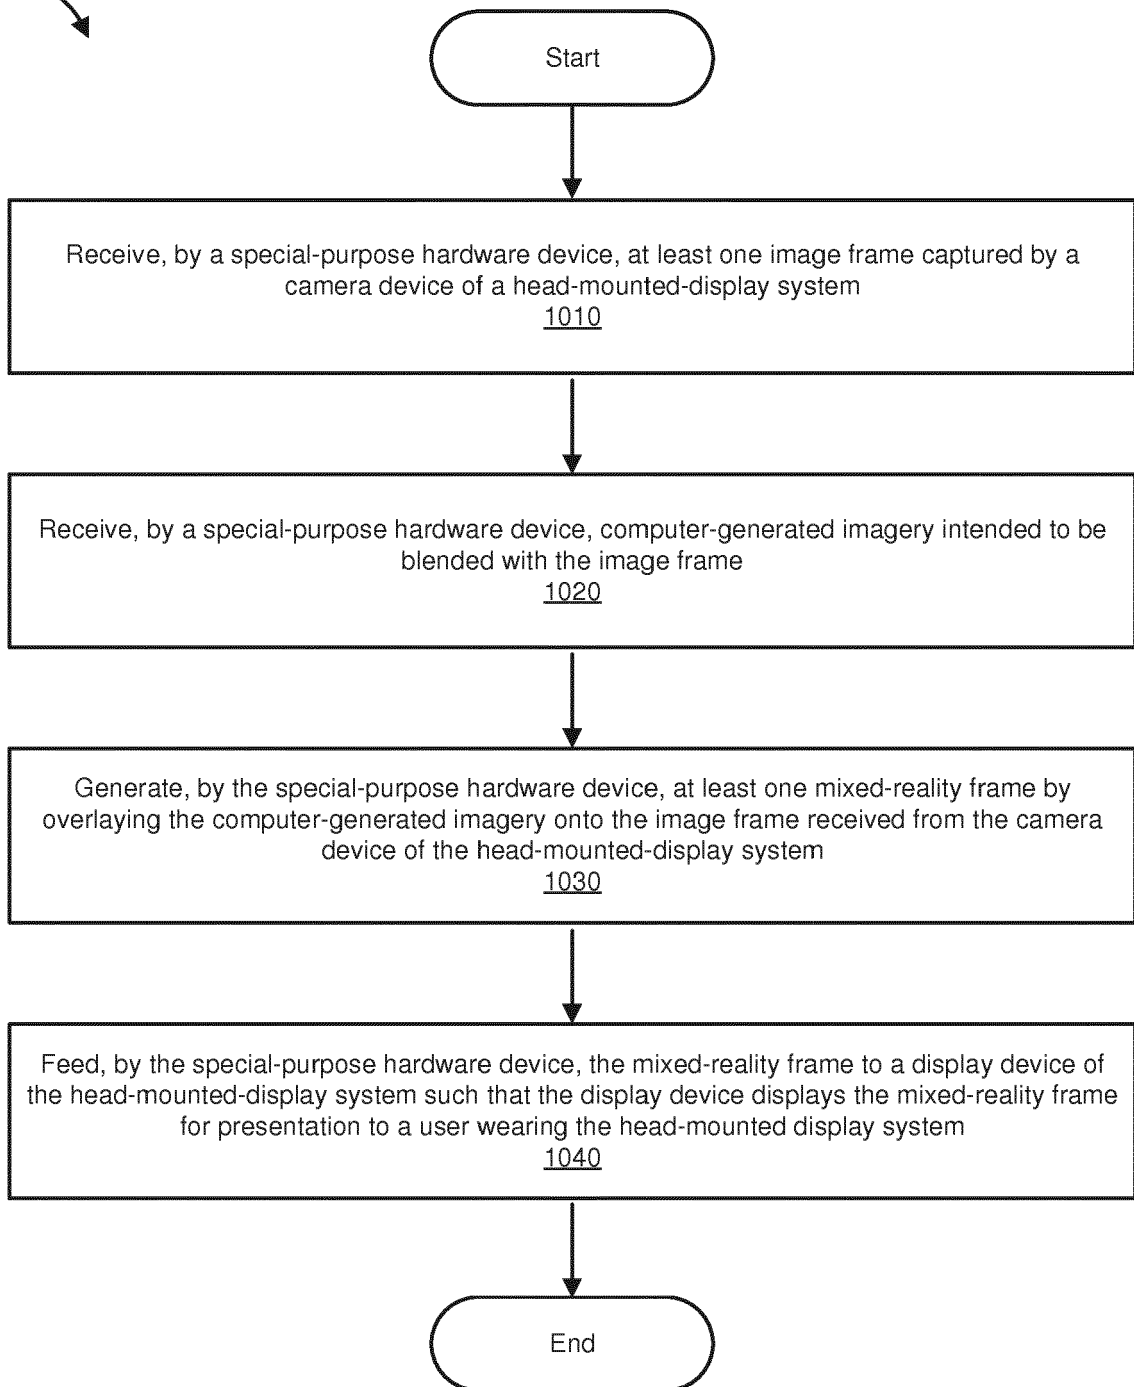 Start
Receive, by a special-purpose hardware device, at least one image frame captured by a
camera device of a head-mounted-display system
1010
Receive, by a special-purpose hardware device, computer-generated imagery intended to be
blended with the image frame
1020
Generate, by the special-purpose hardware device, at least one mixed-reality frame by
overlaying the computer-generated imagery onto the image frame received from the camera
device of the head-mounted-display system
1030
Feed, by the special-purpose hardware device, the mixed-reality frame to a display device of
the head-mounted-display system such that the display device displays the mixed-reality frame
for presentation to a user wearing the head-mounted display system
1040
End